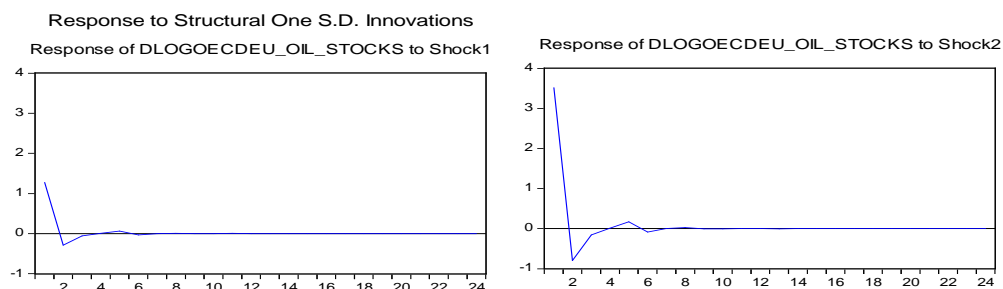 Response to Structural One S.D. Innovations
Response of DLOGOECDEU_OIL_STOCKS to Shock1
4
3
2
1
0
-1
2 4 6 8 10 12 14 16 18 20 22 24
Response of DLOGOECDEU_OIL_STOCKS to Shock2
4
3
2
1
0
-1
2 4 6 8 10 12 14 16 18 20 22 24